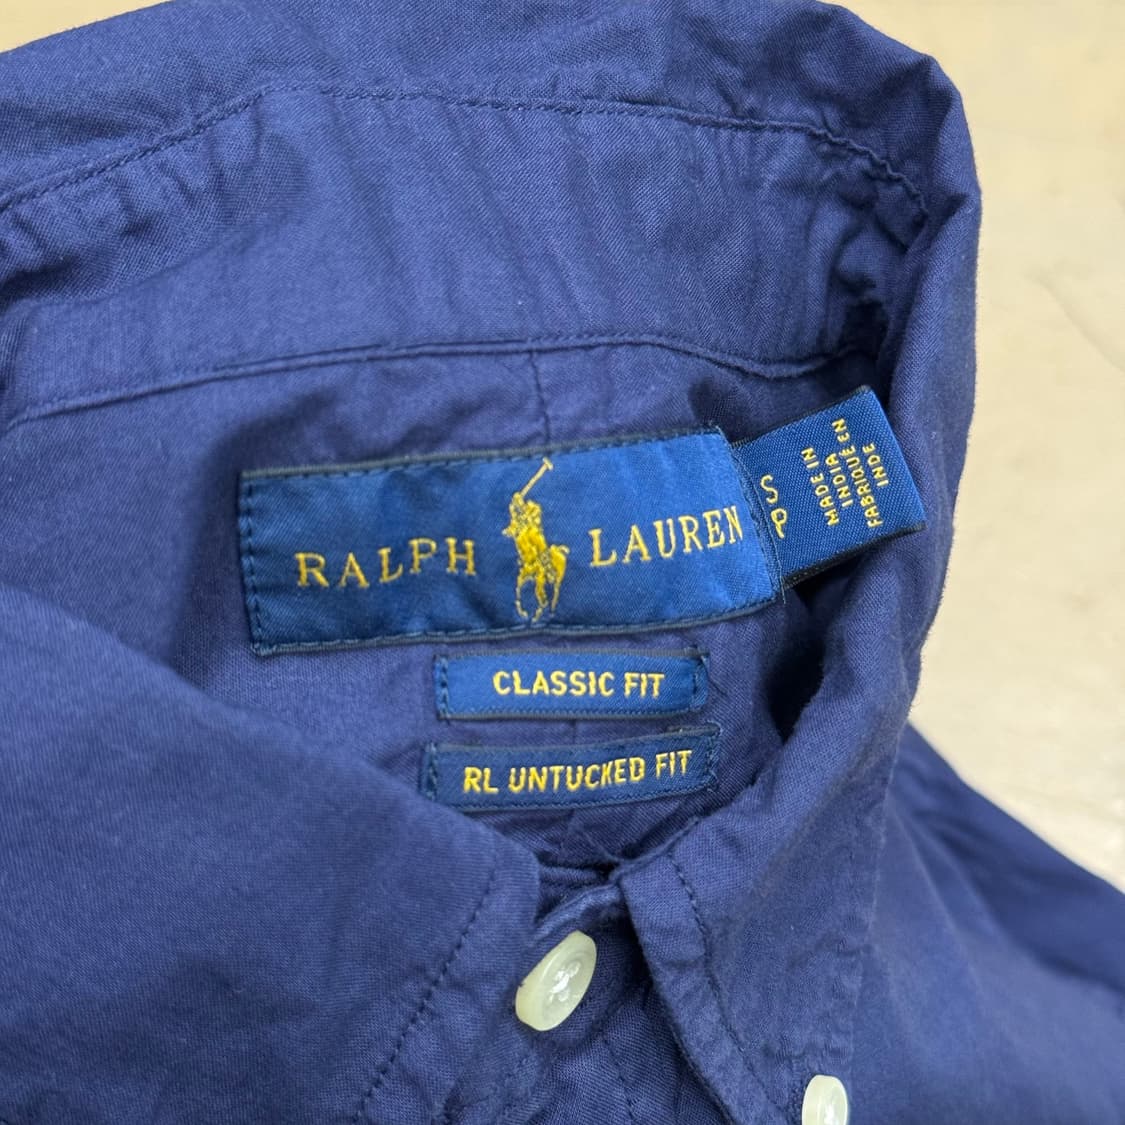 RALPH LAUREN
S
P
MADE IN
INDIA
FABRIQUÉ EN
INDE
CLASSIC FIT
RL UNTUCKED FIT